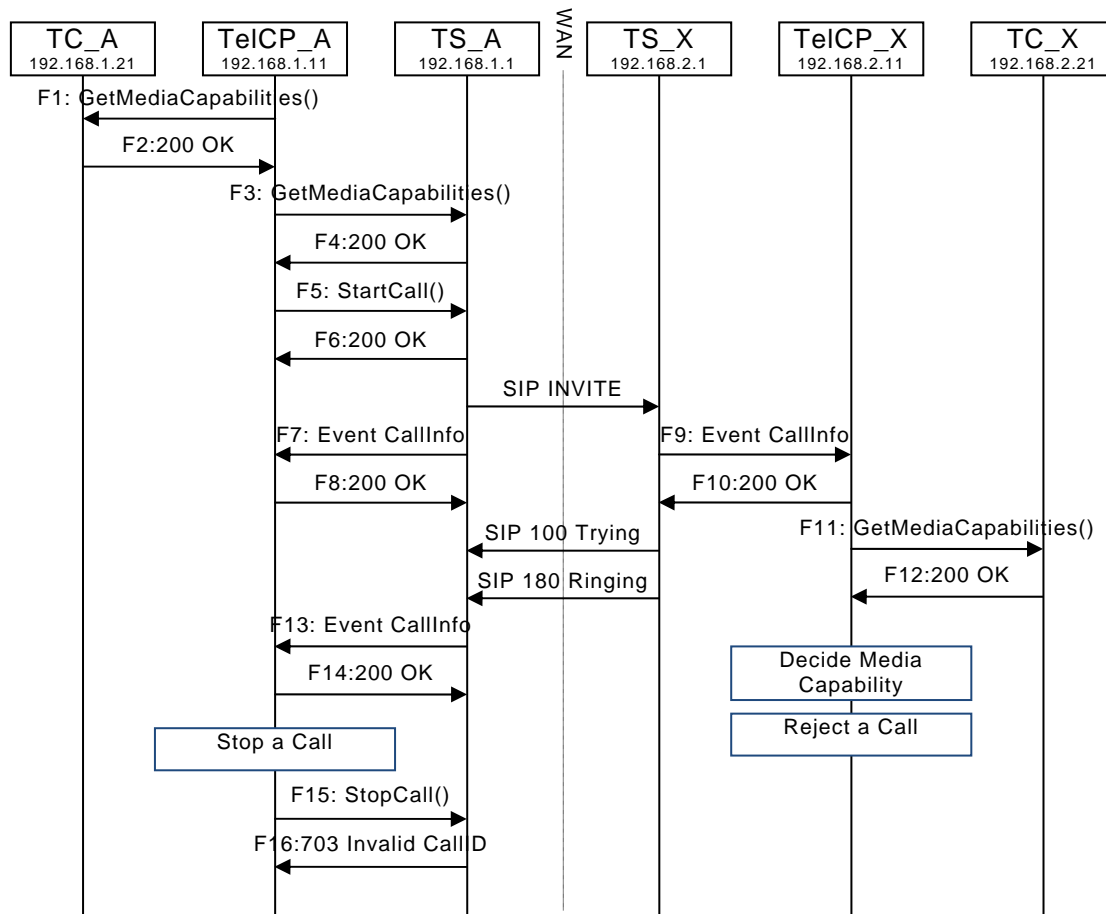 WAN
TC_A
192.168.1.21
TelCP_A
192.168.1.11
TS_A
192.168.1.1
TS_X
192.168.2.1
TelCP_X
192.168.2.11
TC_X
192.168.2.21
F1: GetMediaCapabilities()
F2:200 OK
F3: GetMediaCapabilities()
F4:200 OK
F5: StartCall()
F6:200 OK
SIP INVITE
F7: Event CallInfo
F9: Event CallInfo
F8:200 OK
F10:200 OK
SIP 100 Trying
F11: GetMediaCapabilities()
SIP 180 Ringing
F12:200 OK
F13: Event CallInfo
F14:200 OK
Decide Media
Capability
Stop a Call
Reject a Call
F15: StopCall()
F16:703 Invalid CallID